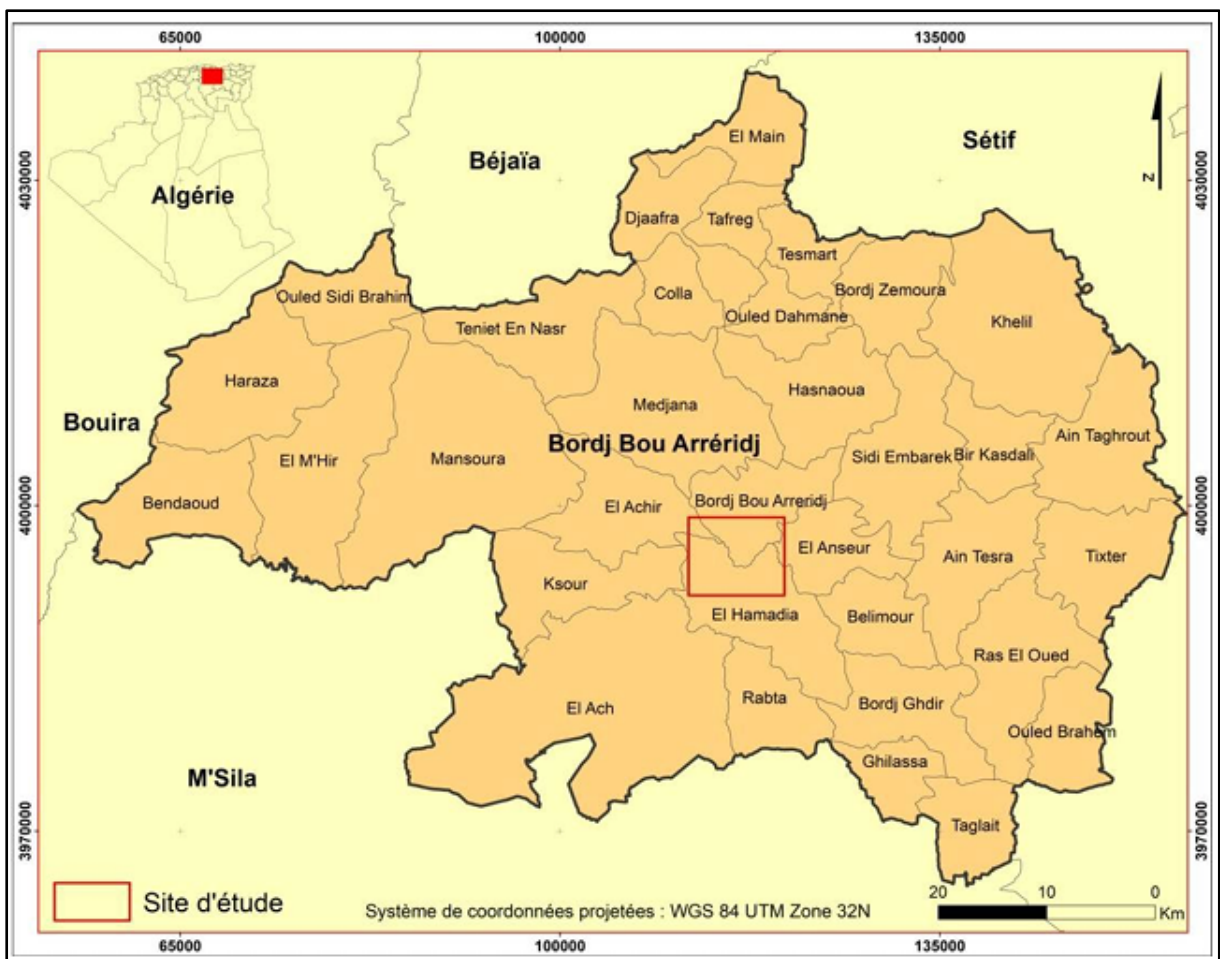 65000
100000
135000
El Main
Béjaïa
Sétif
Algérie
N
4030000
4030000
Djaafra
Tafreg
Tesmart
Ouled Sidi Brahim
Colla
Bordj Zemoura
Teniet En Nasr
Ouled Dahmane
Khelil
Haraza
Hasnaoua
Medjana
Bouira
Bordj Bou Arréridj
Ain Taghrout
El M'Hir
Mansoura
Sidi Embarek
Bir Kasdali
Bendaoud
El Achir
Bordj Bou Arreridj
4000000
4000000
El Anseur
Ain Tesra
Tixter
Ksour
El Hamadia
Belimour
Ras El Oued
El Ach
Rabta
Bordj Ghdir
Ouled Brahem
Ghilassa
M'Sila
Taglait
3970000
3970000
Site d'étude
Système de coordonnées projetées : WGS 84 UTM Zone 32N
20
10
0
Km
65000
100000
135000